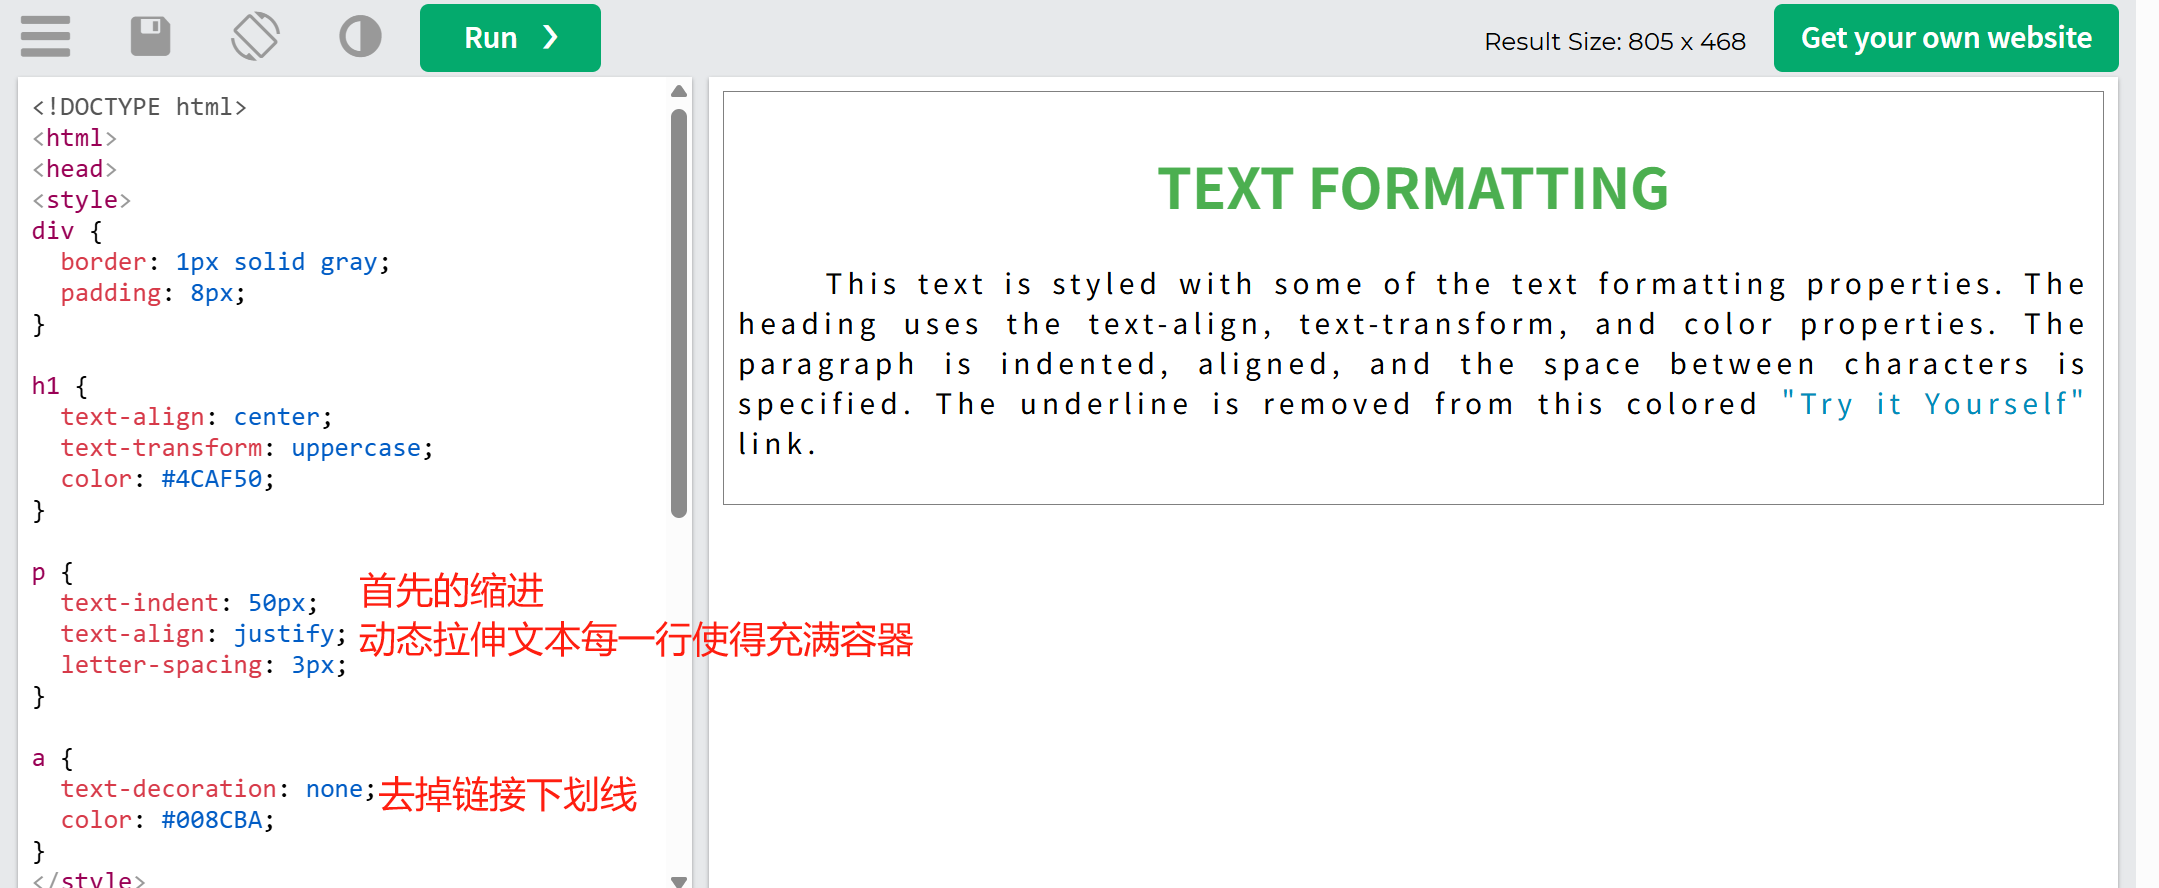 Run ❯
Result Size: 805 x 468
Get your own website
<!DOCTYPE html>
<html>
<head>
<style>
div {
  border: 1px solid gray;
  padding: 8px;
}
h1 {
  text-align: center;
  text-transform: uppercase;
  color: #4CAF50;
}
p {
  text-indent: 50px; 首先的缩进
  text-align: justify; 动态拉伸文本每一行使得充满容器
  letter-spacing: 3px;
}
a {
  text-decoration: none; 去掉链接下划线
  color: #008CBA;
}
</style>
TEXT FORMATTING
This text is styled with some of the text formatting properties. The
heading uses the text-align, text-transform, and color properties. The
paragraph is indented, aligned, and the space between characters is
specified. The underline is removed from this colored "Try it Yourself"
link.